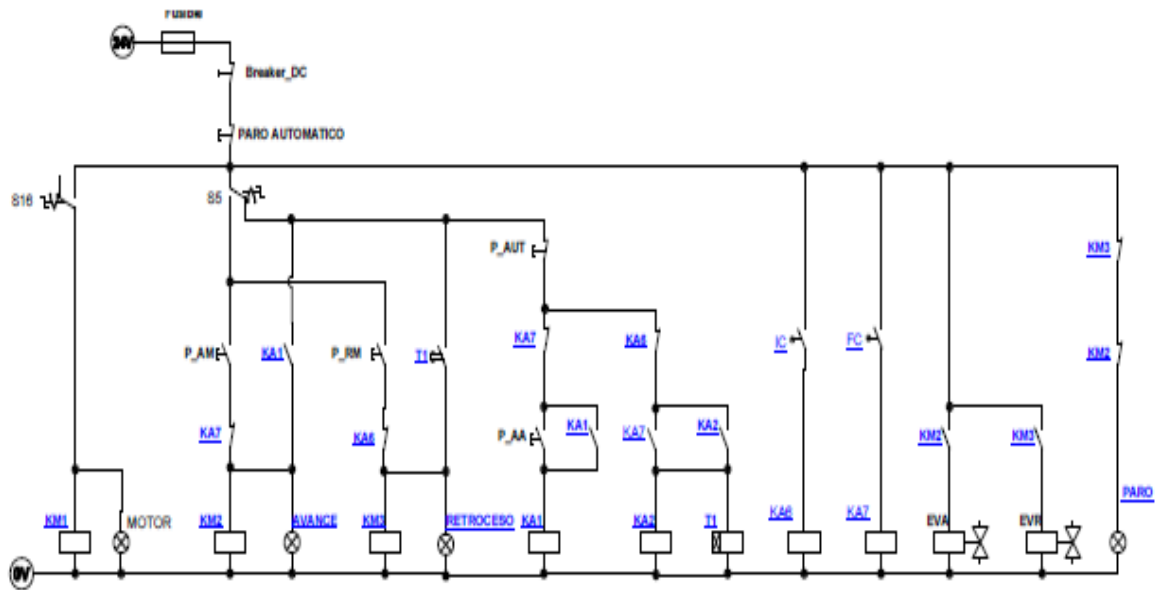 FUSIBLE
24V
Breaker_DC
PARO AUTOMATICO
S16
S5
P_AUT
KM3
P_AM
KA1
P_RM
T1
KA7
KA6
IC
FC
KM2
KA7
KA6
P_AA
KA1
KA7
KA2
KM2
KM3
KM1
MOTOR
KM2
AVANCE
KM3
RETROCESO
KA1
KA2
T1
KA6
KA7
EVA
EVR
PARO
0V